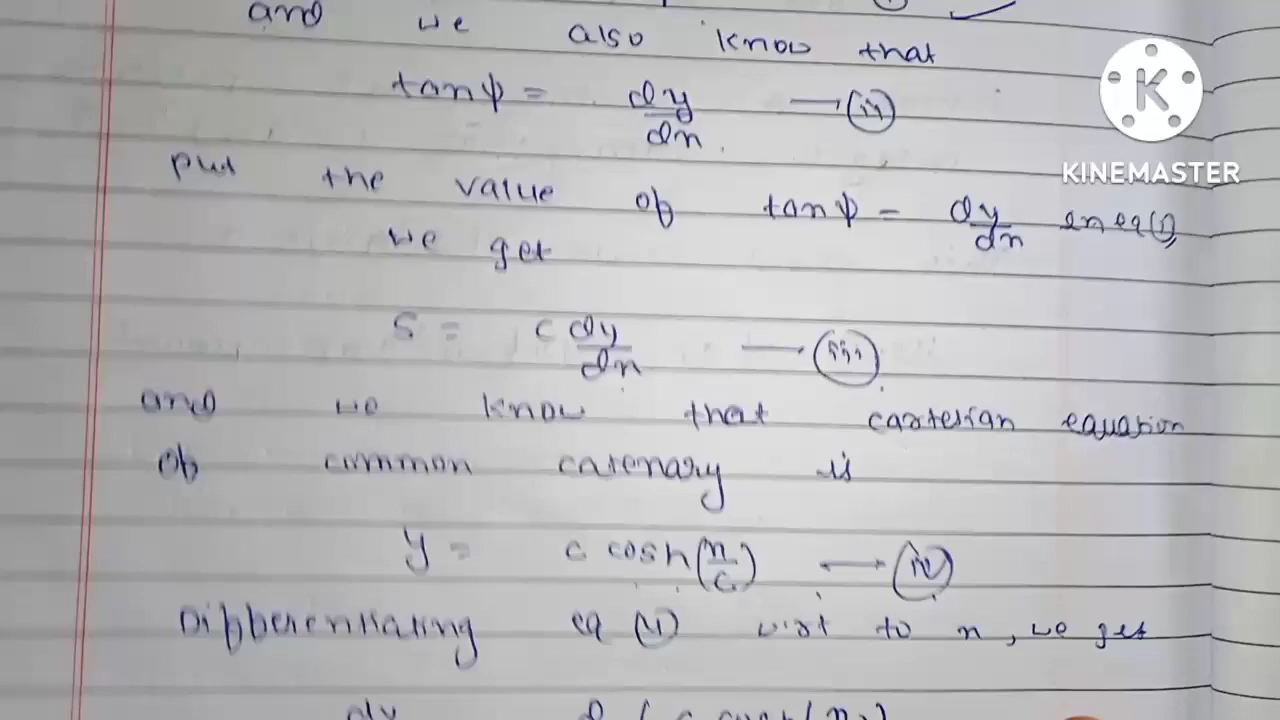 and we also know that
tanψ = dy/dx —(ii)
KINEMASTER
put the value of tanψ = dy/dx in eq(i),
we get
s = c dy/dx —(iii)
and we know that cartesian equation
of common catenary is
y = c cosh(x/c) —(iv)
Differentiating eq (iv) w.r.t to x, we get